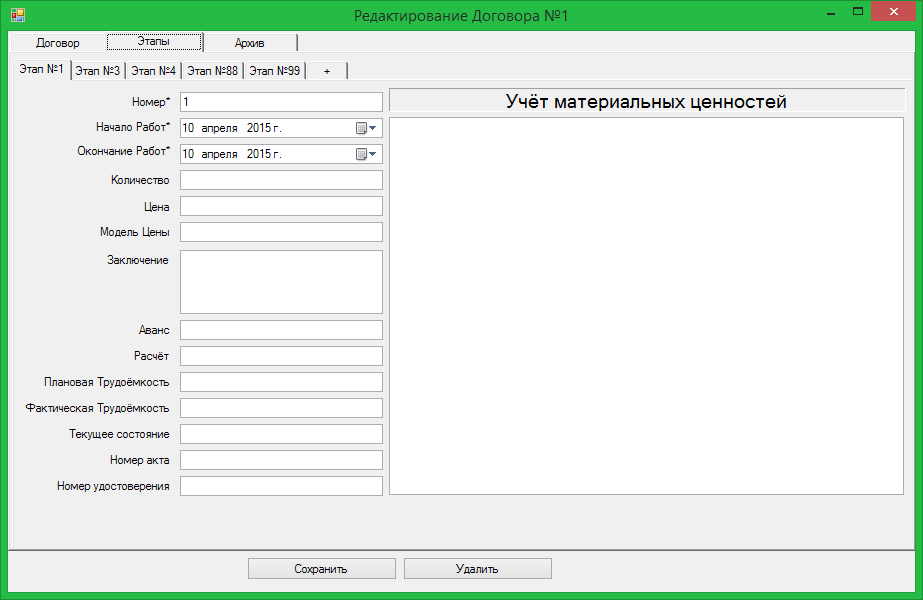 Редактирование Договора №1
Договор Этапы Архив
Этап №1 Этап №3 Этап №4 Этап №88 Этап №99 +
Номер* 1
Учёт материальных ценностей
Начало Работ* 10 апреля 2015 г.
Окончание Работ* 10 апреля 2015 г.
Количество
Цена
Модель Цены
Заключение
Аванс
Расчёт
Плановая Трудоёмкость
Фактическая Трудоёмкость
Текущее состояние
Номер акта
Номер удостоверения
Сохранить Удалить